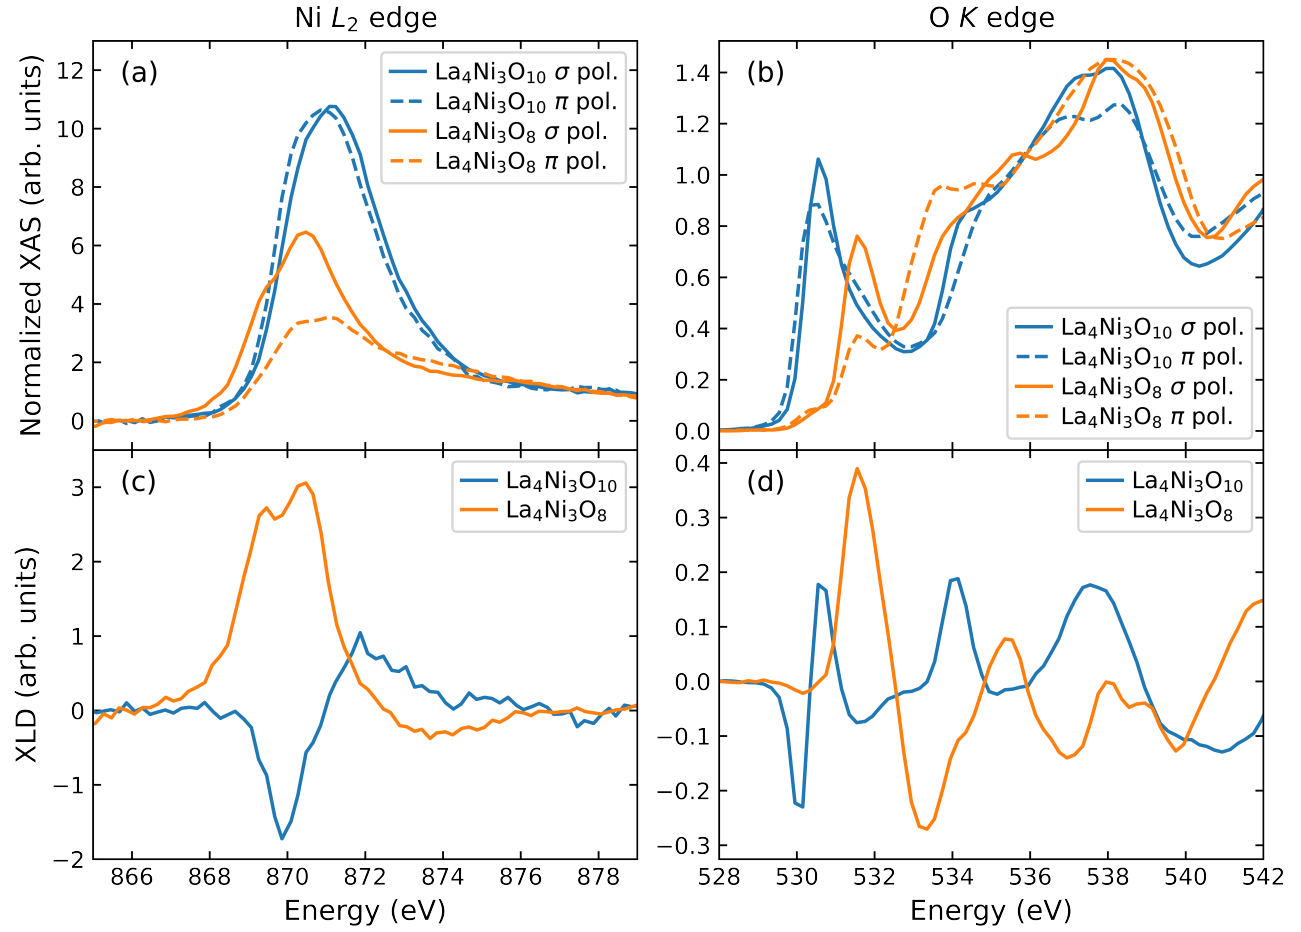 Ni L₂ edge
O K edge
(a)
La₄Ni₃O₁₀ σ pol.
La₄Ni₃O₁₀ π pol.
La₄Ni₃O₈ σ pol.
La₄Ni₃O₈ π pol.
12
10
8
6
4
2
0
Normalized XAS (arb. units)
(b)
La₄Ni₃O₁₀ σ pol.
La₄Ni₃O₁₀ π pol.
La₄Ni₃O₈ σ pol.
La₄Ni₃O₈ π pol.
1.4
1.2
1.0
0.8
0.6
0.4
0.2
0.0
(c)
La₄Ni₃O₁₀
La₄Ni₃O₈
3
2
1
0
−1
−2
XLD (arb. units)
866 868 870 872 874 876 878
Energy (eV)
(d)
La₄Ni₃O₁₀
La₄Ni₃O₈
0.4
0.3
0.2
0.1
0.0
−0.1
−0.2
−0.3
528 530 532 534 536 538 540 542
Energy (eV)